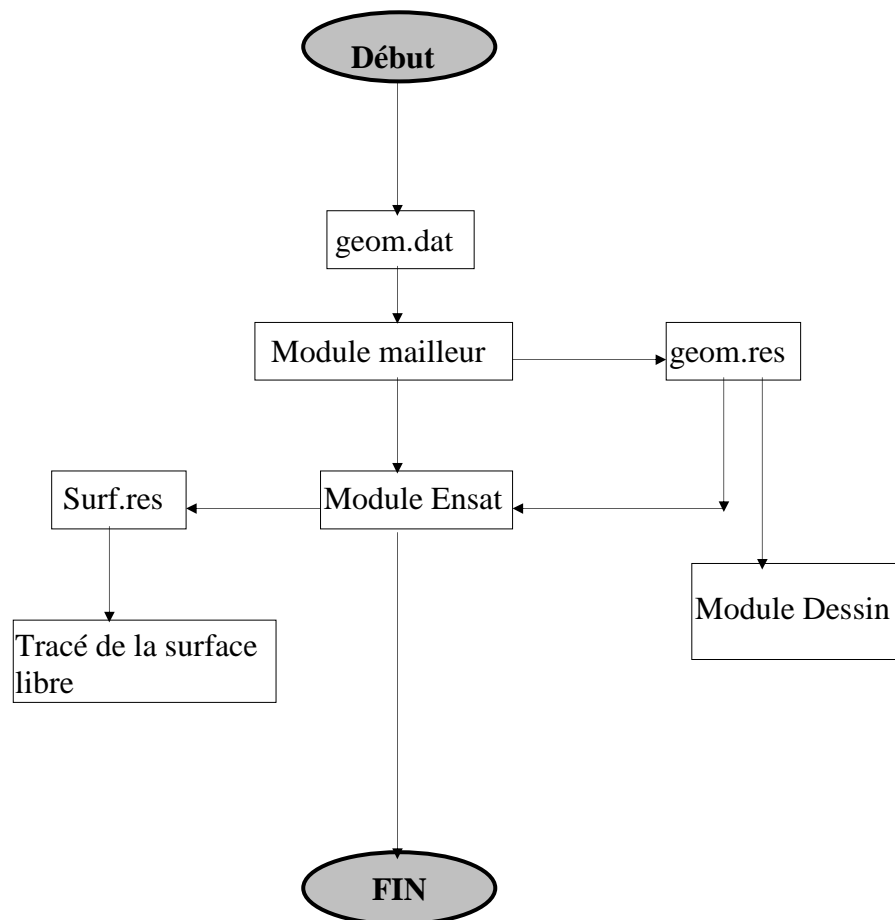 Début
geom.dat
Module mailleur
geom.res
Surf.res
Module Ensat
Module Dessin
Tracé de la surface
libre
FIN